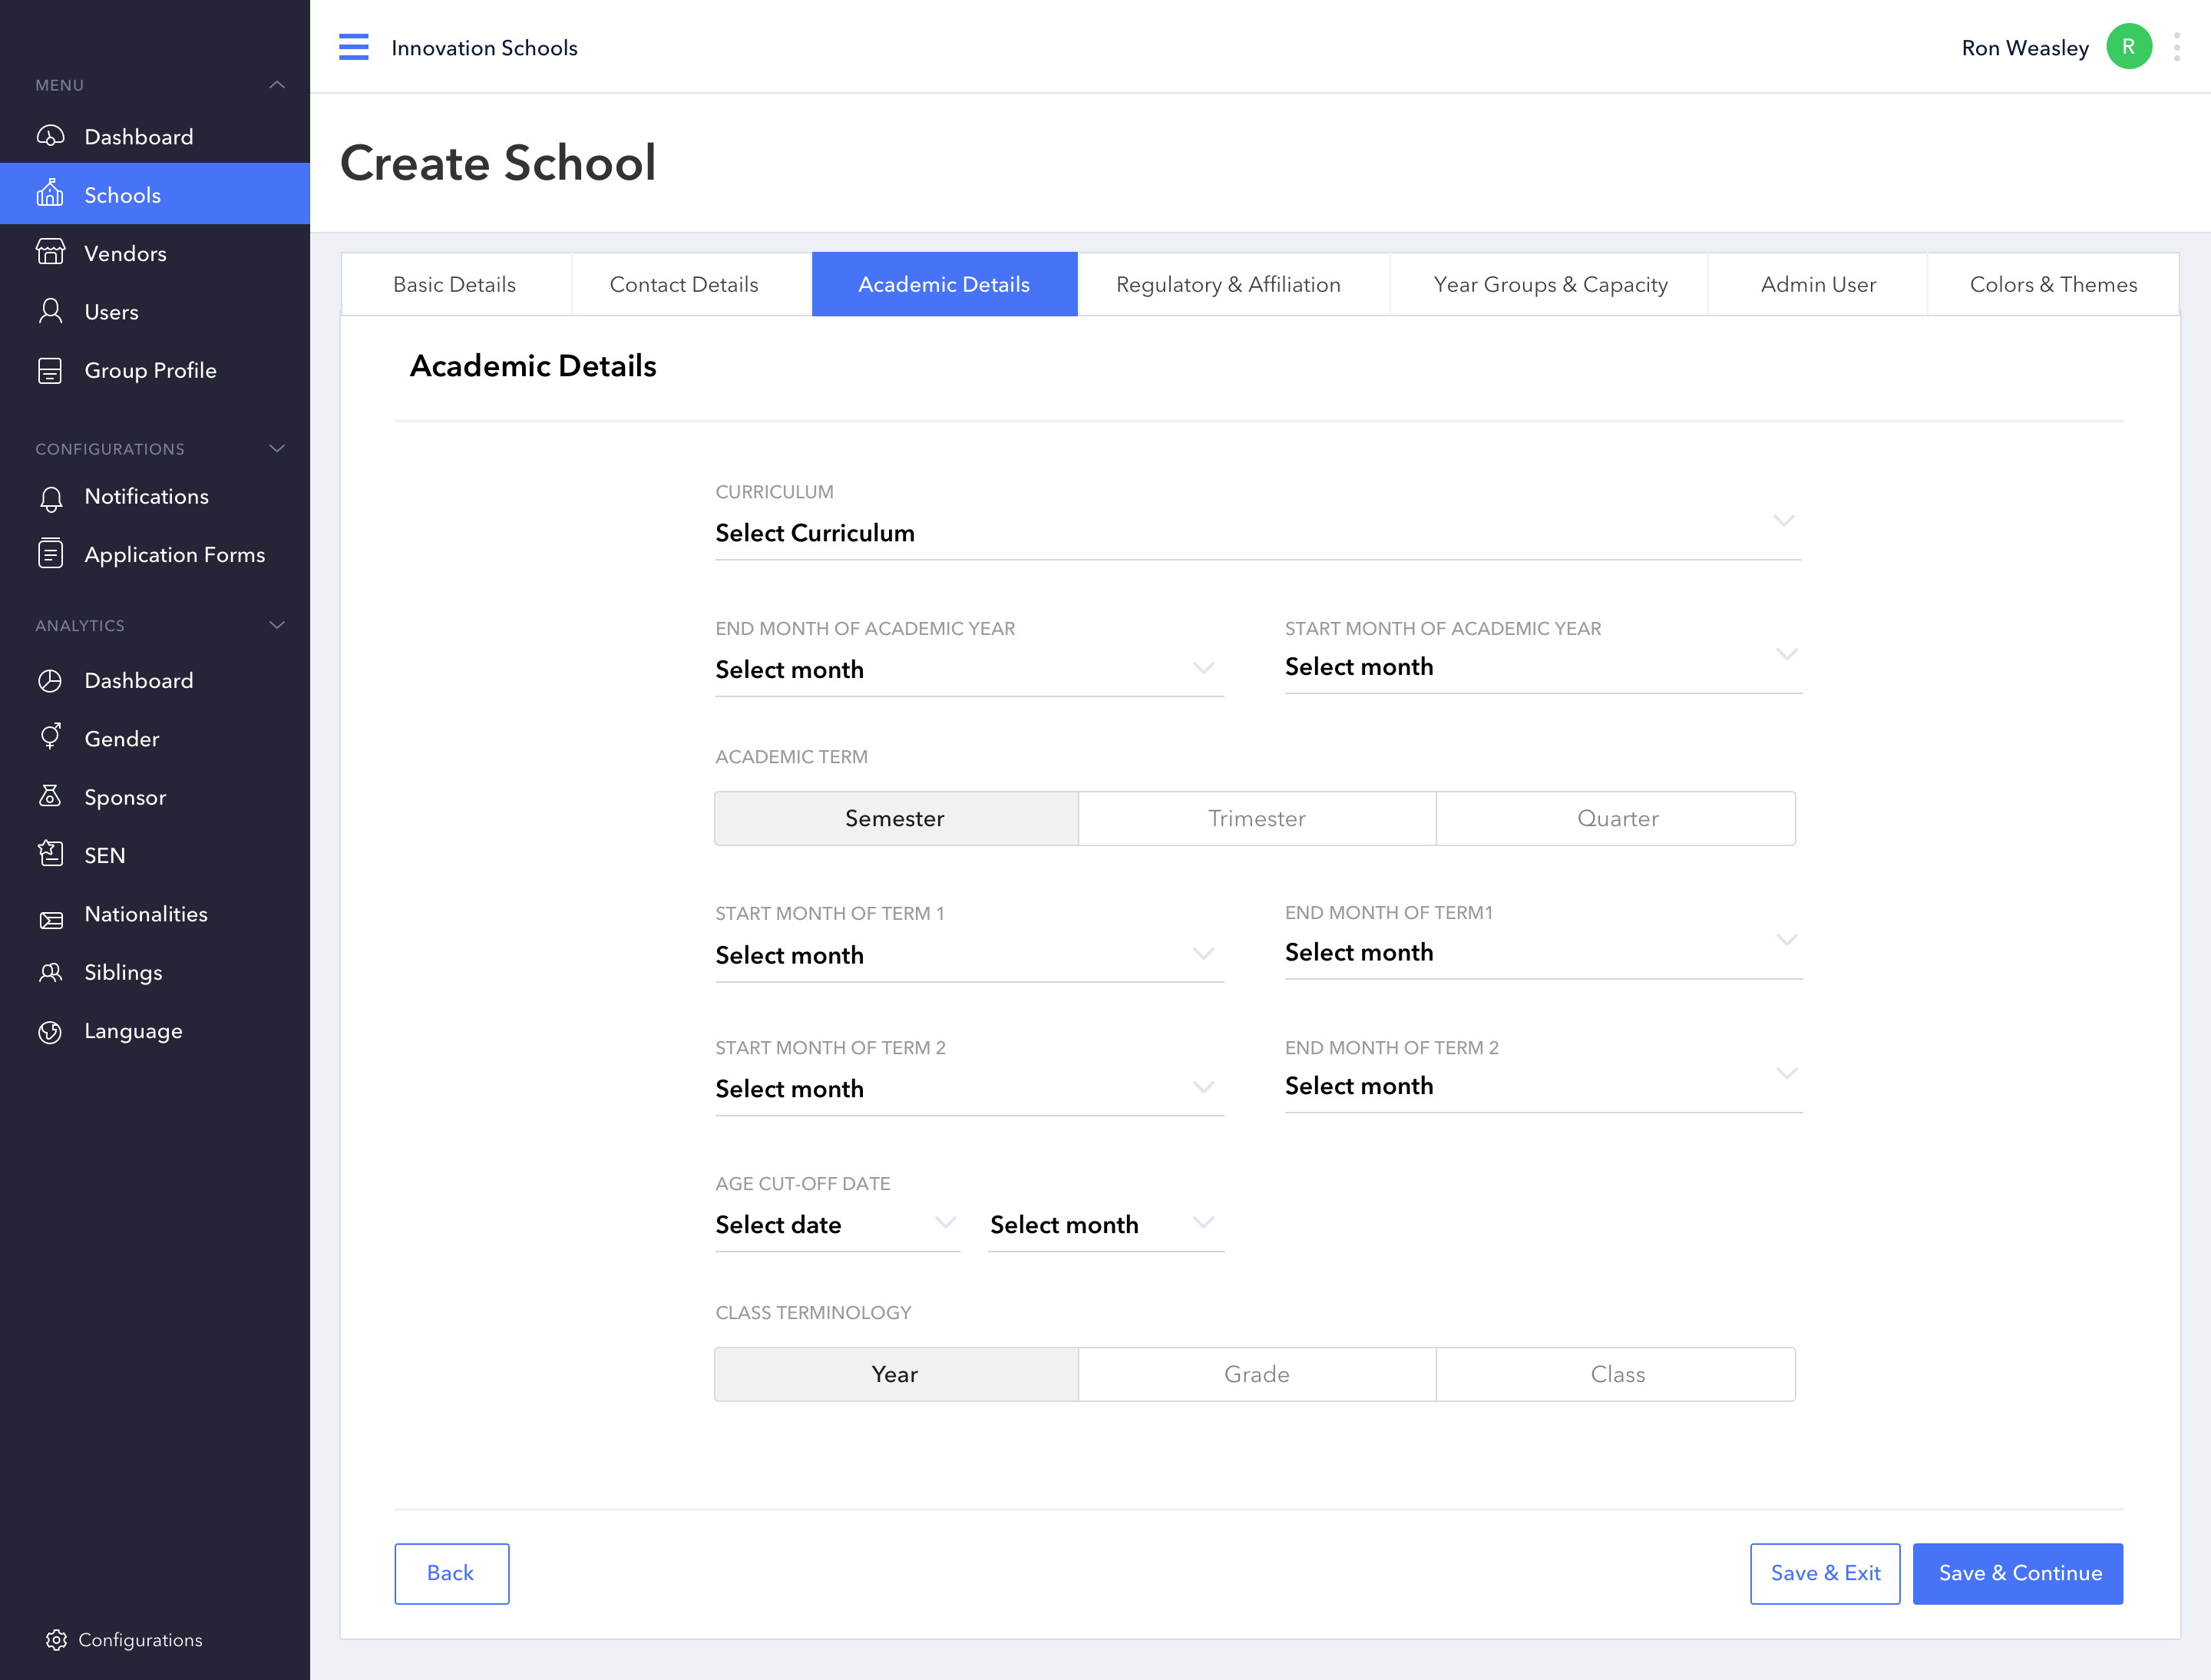 MENU
Dashboard
Schools
Vendors
Users
Group Profile
CONFIGURATIONS
Notifications
Application Forms
ANALYTICS
Dashboard
Gender
Sponsor
SEN
Nationalities
Siblings
Language
Configurations
Innovation Schools
Ron Weasley R
Create School
Basic Details Contact Details Academic Details Regulatory & Affiliation Year Groups & Capacity Admin User Colors & Themes
Academic Details
CURRICULUM
Select Curriculum
END MONTH OF ACADEMIC YEAR START MONTH OF ACADEMIC YEAR
Select month Select month
ACADEMIC TERM
Semester Trimester Quarter
START MONTH OF TERM 1 END MONTH OF TERM1
Select month Select month
START MONTH OF TERM 2 END MONTH OF TERM 2
Select month Select month
AGE CUT-OFF DATE
Select date Select month
CLASS TERMINOLOGY
Year Grade Class
Back Save & Exit Save & Continue